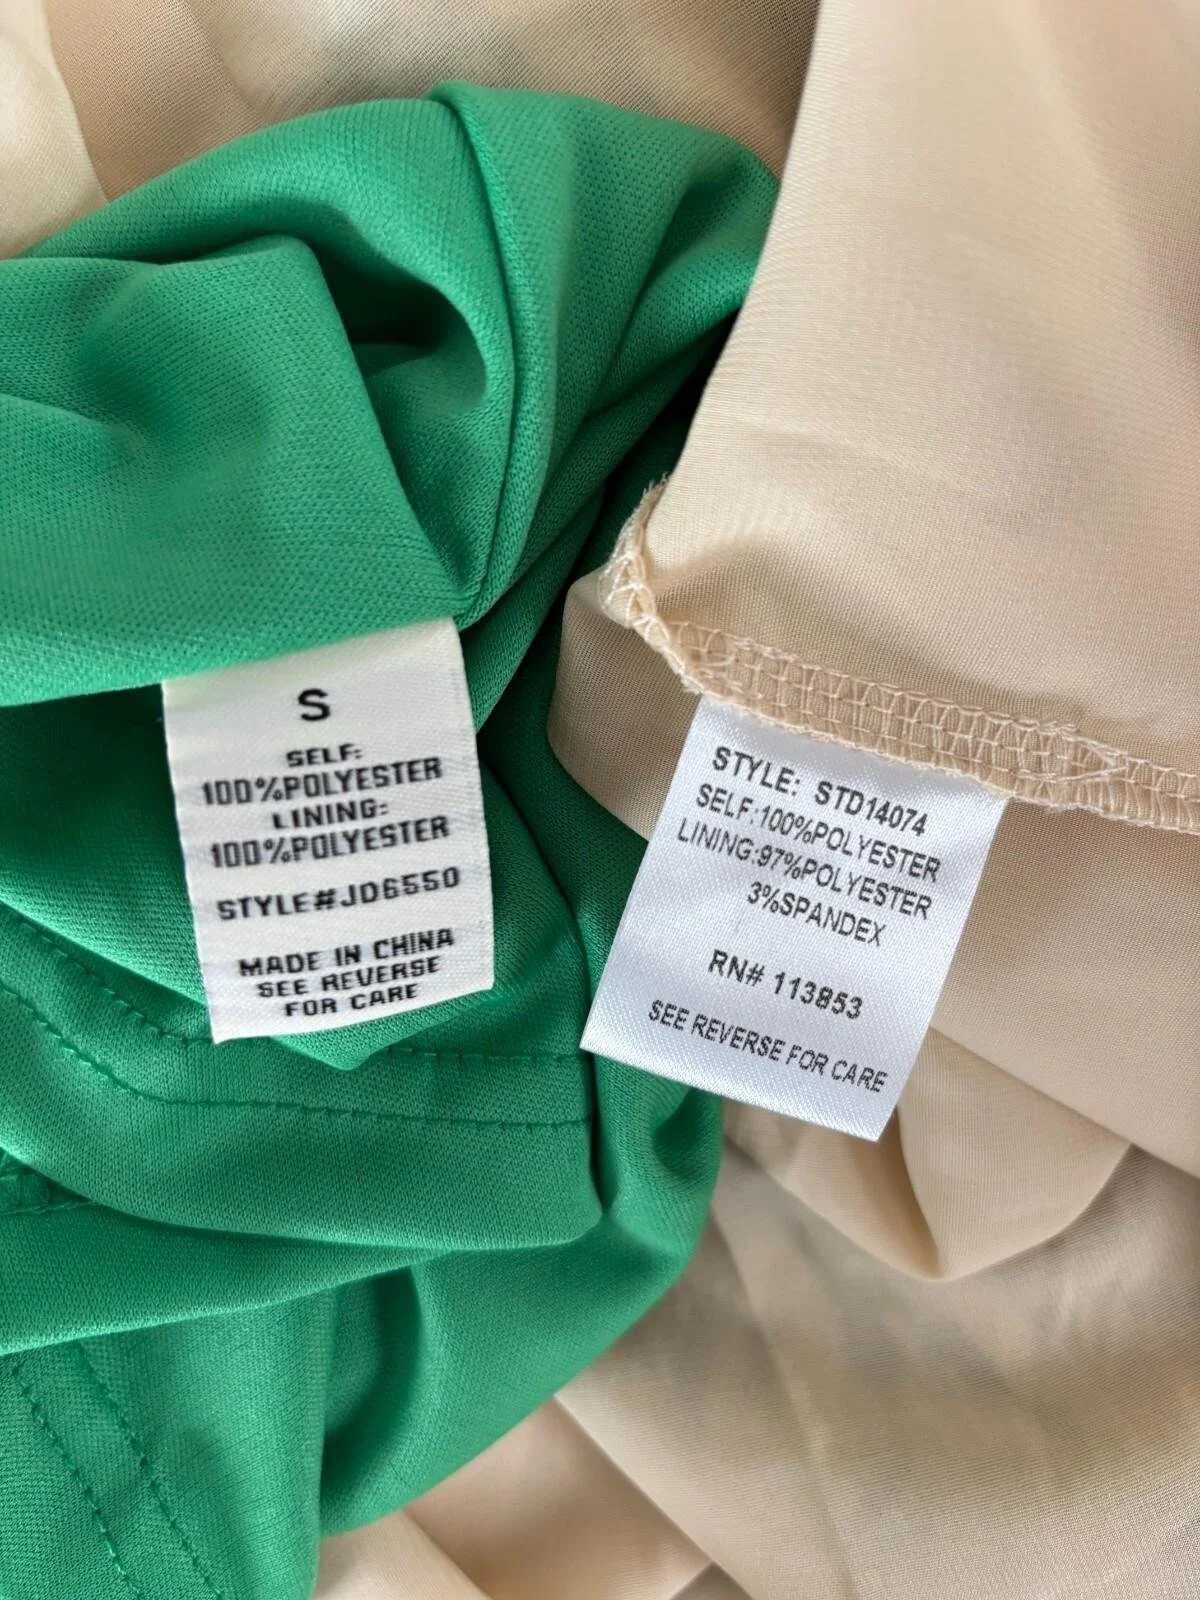 S
SELF:
100%POLYESTER
LINING:
100%POLYESTER
STYLE#JD6550
MADE IN CHINA
SEE REVERSE
FOR CARE
STYLE: STD14074
SELF:100%POLYESTER
LINING:97%POLYESTER
3%SPANDEX
RN# 113853
SEE REVERSE FOR CARE